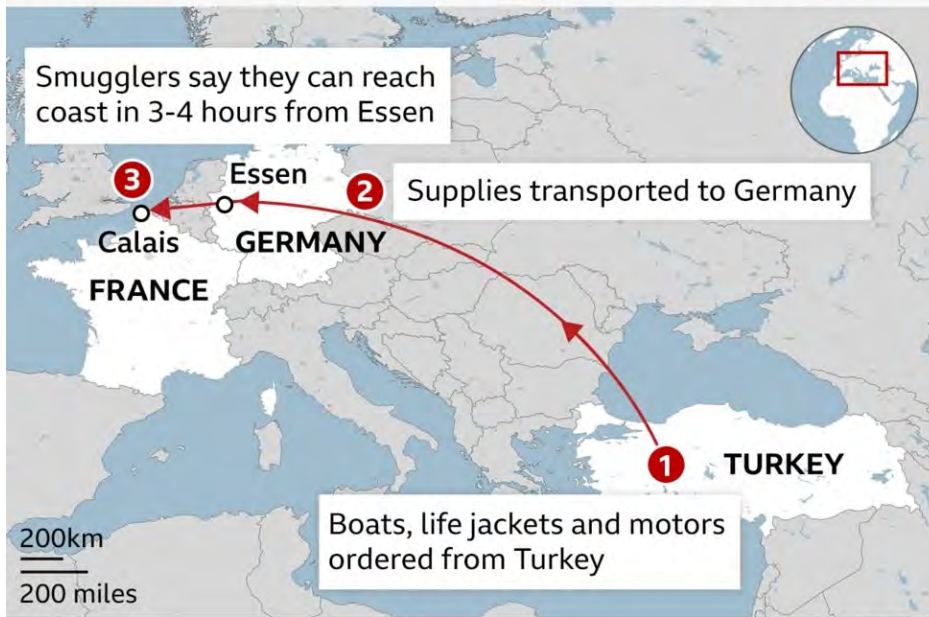 Smugglers say they can reach
coast in 3-4 hours from Essen
3
Essen
2
Supplies transported to Germany
Calais
GERMANY
FRANCE
1
TURKEY
Boats, life jackets and motors
ordered from Turkey
200km
200 miles